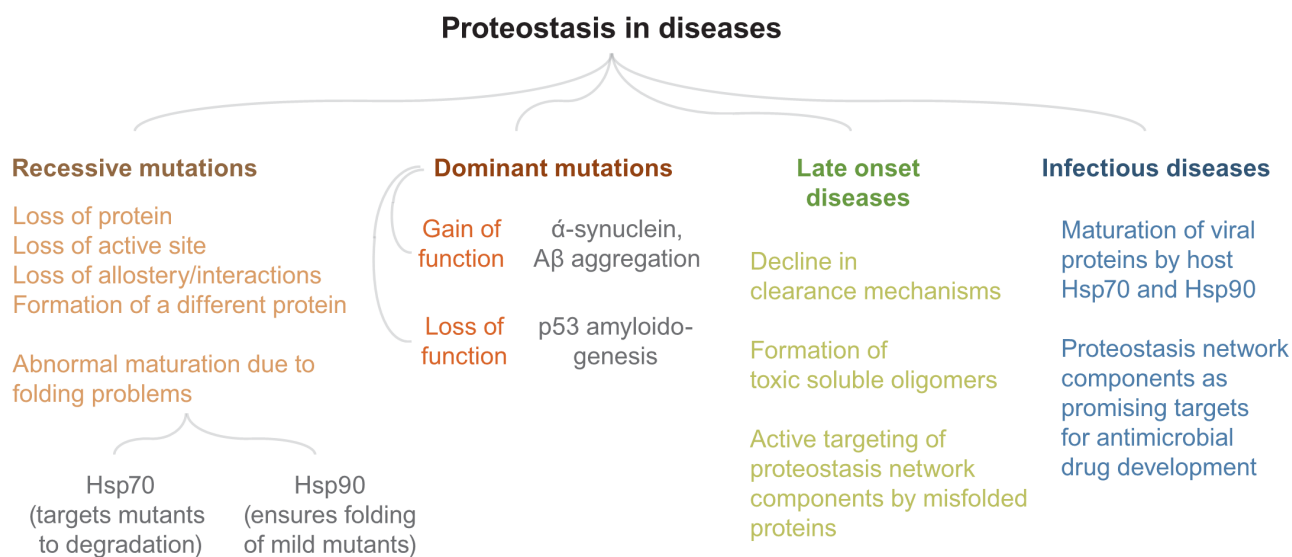 Proteostasis in diseases
Recessive mutations
Loss of protein
Loss of active site
Loss of allostery/interactions
Formation of a different protein
Abnormal maturation due to
folding problems
Hsp70
(targets mutants
to degradation)
Hsp90
(ensures folding
of mild mutants)
Dominant mutations
Gain of
function
ά-synuclein,
Aβ aggregation
Loss of
function
p53 amyloido-
genesis
Late onset
diseases
Decline in
clearance mechanisms
Formation of
toxic soluble oligomers
Active targeting of
proteostasis network
components by misfolded
proteins
Infectious diseases
Maturation of viral
proteins by host
Hsp70 and Hsp90
Proteostasis network
components as
promising targets
for antimicrobial
drug development